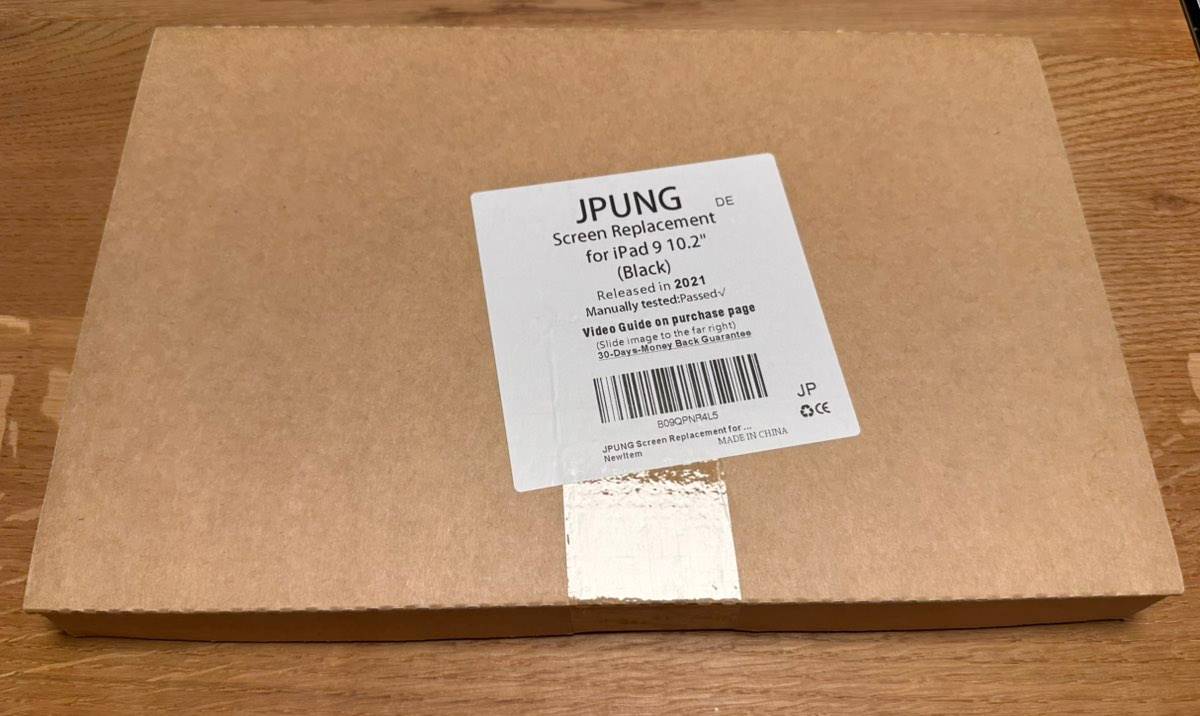 JPUNG DE
Screen Replacement
for iPad 9 10.2"
(Black)
Released in 2021
Manually tested:Passed√
Video Guide on purchase page
(Slide image to the far right)
30-Days-Money Back Guarantee
B09QPNR4L5
JP
CE
JPUNG Screen Replacement for ...
NewItem
MADE IN CHINA